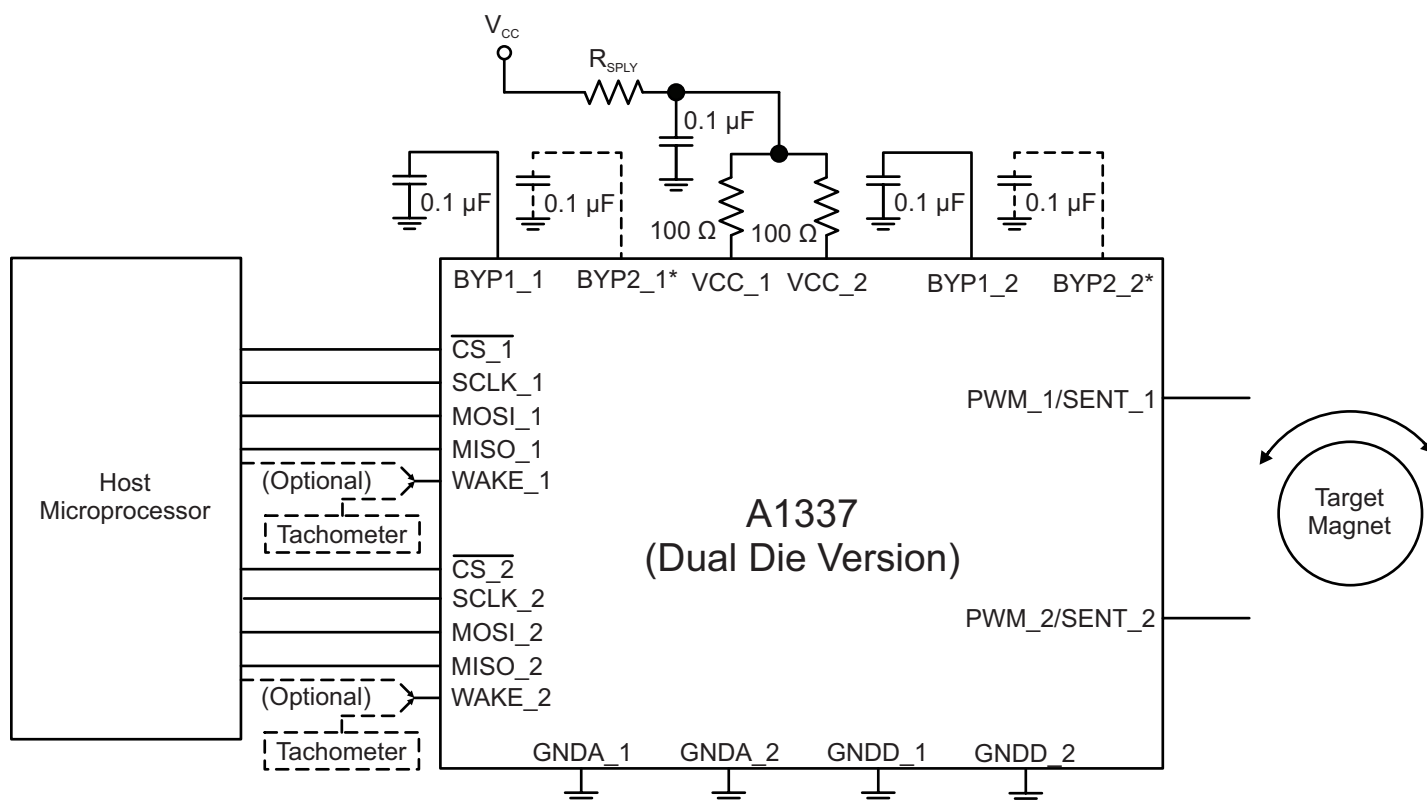 VCC
RSPLY
0.1 µF
0.1 µF
0.1 µF
0.1 µF
0.1 µF
100 Ω
100 Ω
BYP1_1
BYP2_1*
VCC_1
VCC_2
BYP1_2
BYP2_2*
Host
Microprocessor
CS_1
SCLK_1
MOSI_1
MISO_1
(Optional)
WAKE_1
Tachometer
CS_2
SCLK_2
MOSI_2
MISO_2
(Optional)
WAKE_2
Tachometer
A1337
(Dual Die Version)
PWM_1/SENT_1
PWM_2/SENT_2
Target
Magnet
GNDA_1
GNDA_2
GNDD_1
GNDD_2